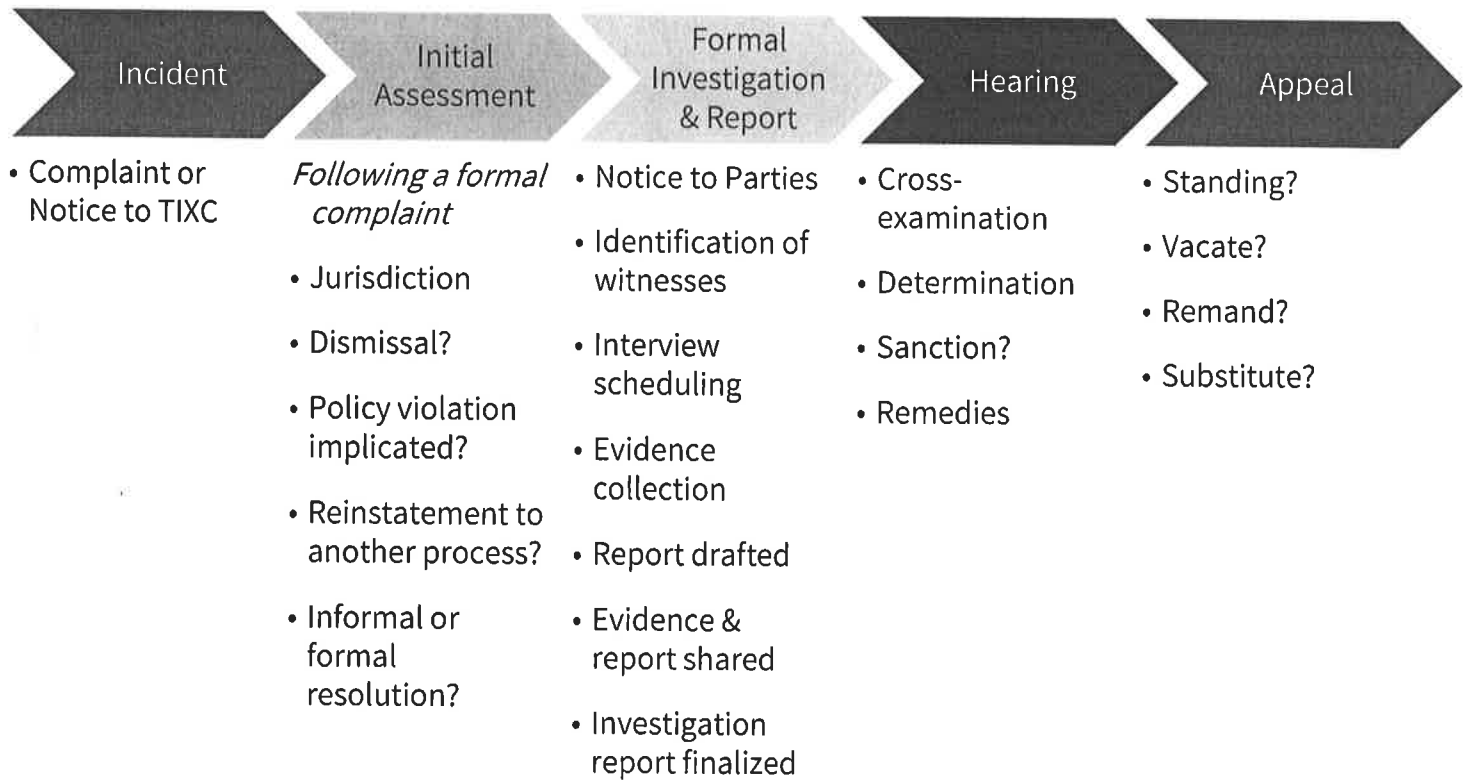 Incident
Initial
Assessment
Formal
Investigation
& Report
Hearing
Appeal
• Complaint or
Notice to TIXC
Following a formal
complaint
• Jurisdiction
• Dismissal?
• Policy violation
implicated?
• Reinstatement to
another process?
• Informal or
formal
resolution?
• Notice to Parties
• Identification of
witnesses
• Interview
scheduling
• Evidence
collection
• Report drafted
• Evidence &
report shared
• Investigation
report finalized
• Cross-
examination
• Determination
• Sanction?
• Remedies
• Standing?
• Vacate?
• Remand?
• Substitute?